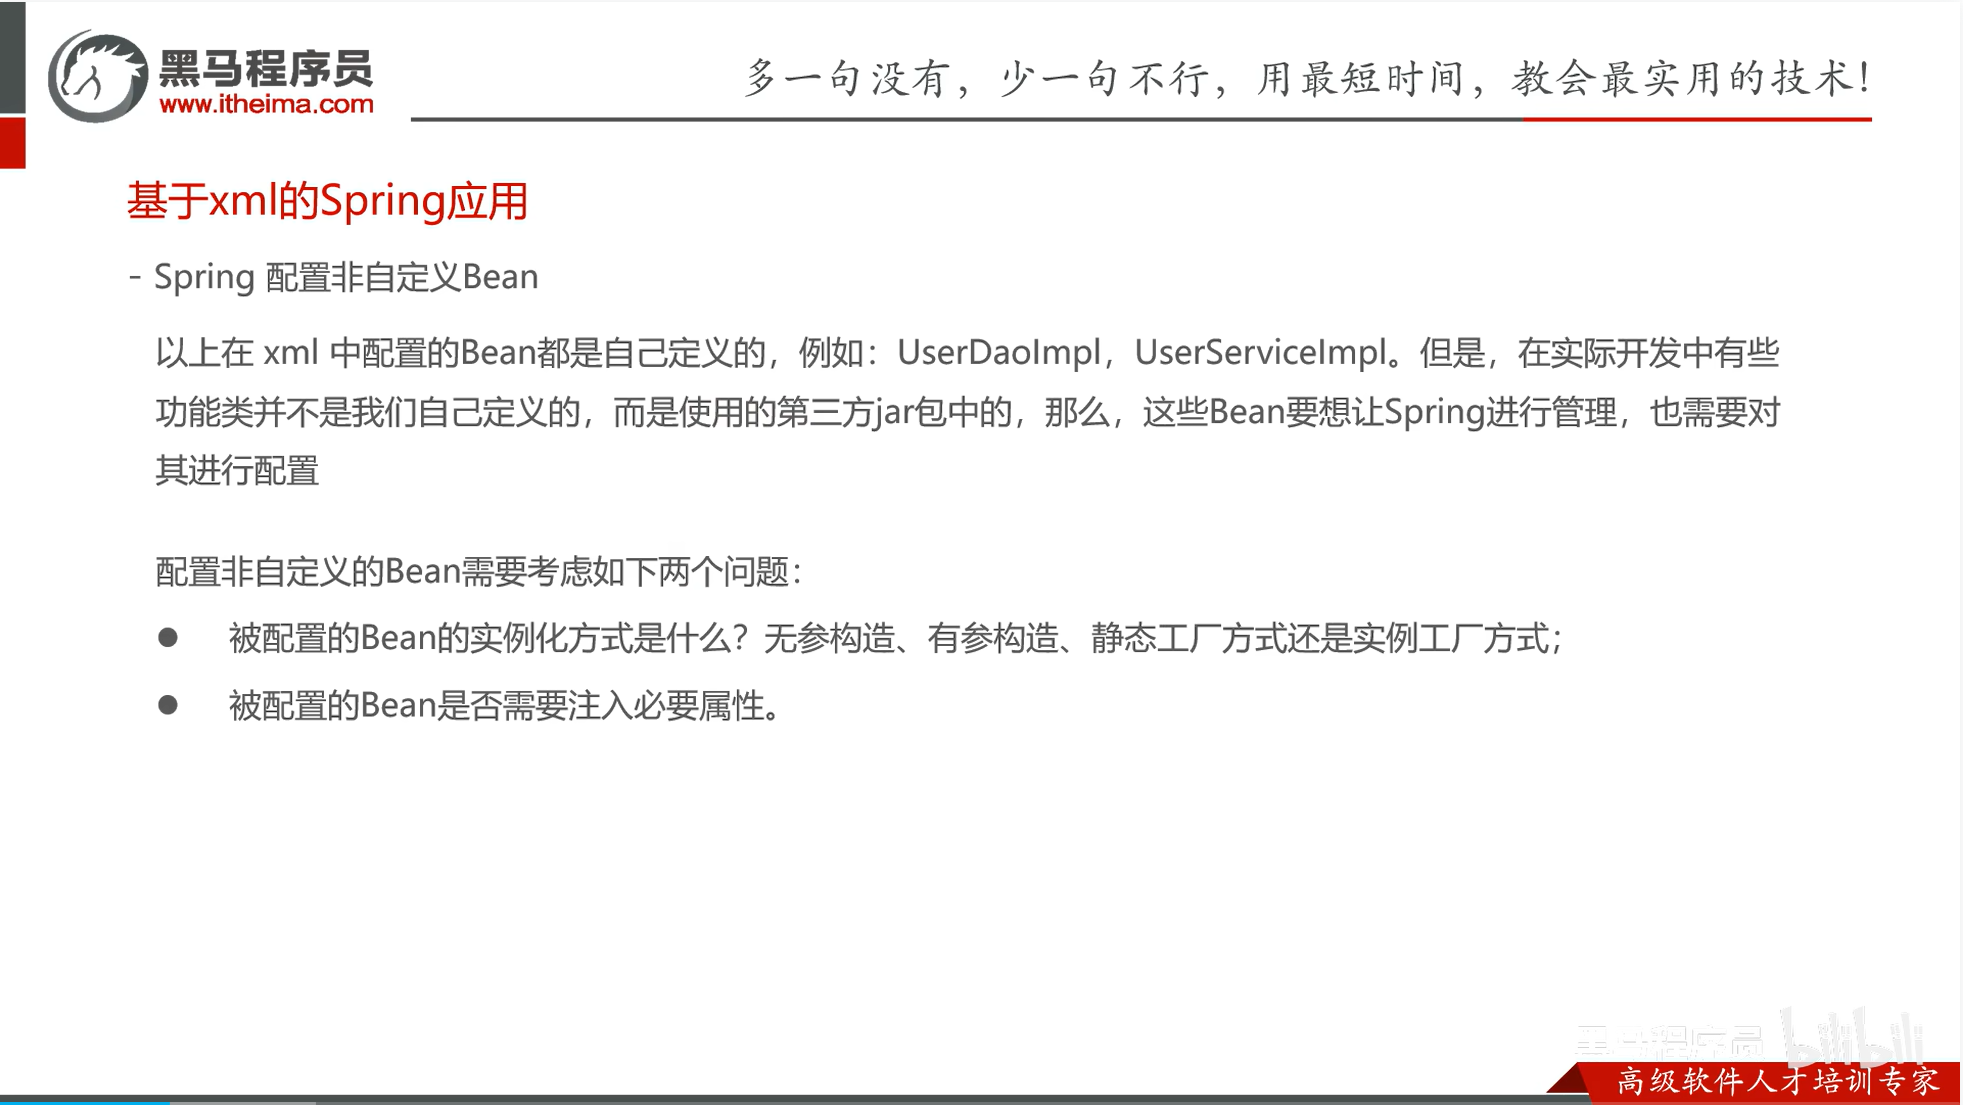 黑马程序员
www.itheima.com
多一句没有，少一句不行，用最短时间，教会最实用的技术！
基于xml的Spring应用
- Spring 配置非自定义Bean
以上在 xml 中配置的Bean都是自己定义的，例如：UserDaoImpl，UserServiceImpl。但是，在实际开发中有些
功能类并不是我们自己定义的，而是使用的第三方jar包中的，那么，这些Bean要想让Spring进行管理，也需要对
其进行配置
配置非自定义的Bean需要考虑如下两个问题：
● 被配置的Bean的实例化方式是什么？无参构造、有参构造、静态工厂方式还是实例工厂方式；
● 被配置的Bean是否需要注入必要属性。
黑马程序员 bilibili
高级软件人才培训专家